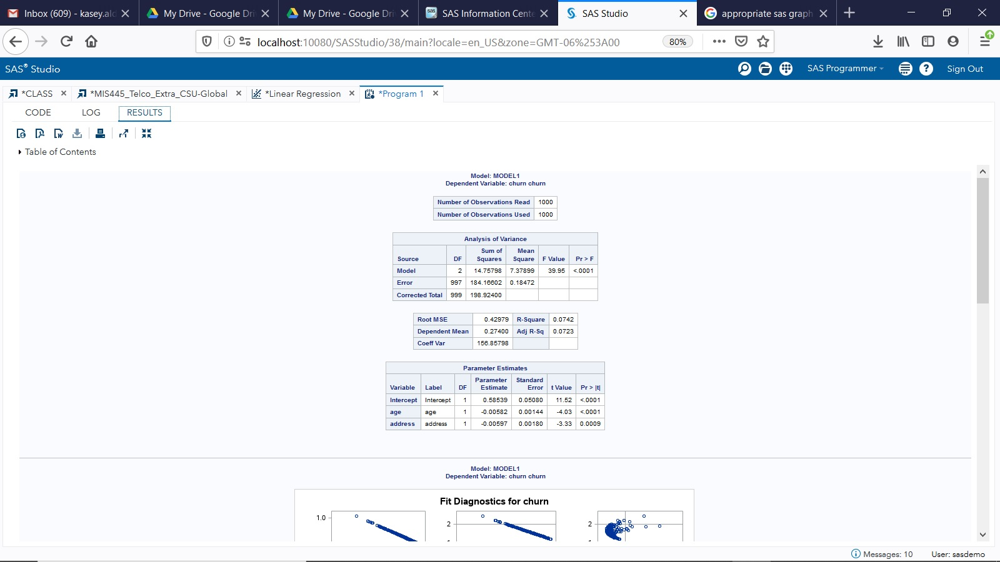 Inbox (609) - kasey.ald
My Drive - Google Dri
My Drive - Google Dri
SAS Information Cente
SAS Studio
appropriate sas graph
localhost:10080/SASStudio/38/main?locale=en_US&zone=GMT-06%253A00
80%
SAS® Studio
SAS Programmer
Sign Out
*CLASS
*MIS445_Telco_Extra_CSU-Global
*Linear Regression
*Program 1
CODE LOG RESULTS
Table of Contents
Model: MODEL1
Dependent Variable: churn churn
Number of Observations Read 1000
Number of Observations Used 1000
Analysis of Variance
Source DF Sum of Squares Mean Square F Value Pr > F
Model 2 14.75798 7.37899 39.95 <.0001
Error 997 184.16602 0.18472
Corrected Total 999 198.92400
Root MSE 0.42979 R-Square 0.0742
Dependent Mean 0.27400 Adj R-Sq 0.0723
Coeff Var 156.85798
Parameter Estimates
Variable Label DF Parameter Estimate Standard Error t Value Pr > |t|
Intercept Intercept 1 0.58539 0.05080 11.52 <.0001
age age 1 -0.00582 0.00144 -4.03 <.0001
address address 1 -0.00597 0.00180 -3.33 0.0009
Model: MODEL1
Dependent Variable: churn churn
Fit Diagnostics for churn
1.0
2
2
Messages: 10
User: sasdemo